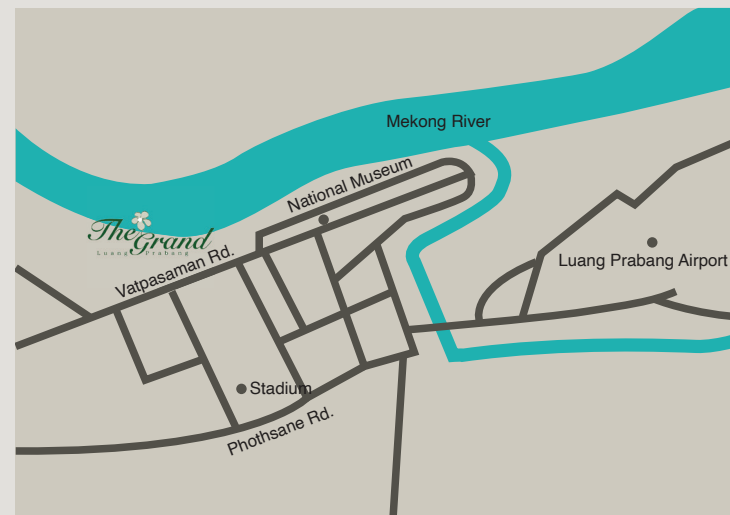 Mekong River
National Museum
The Grand
Luang Prabang
Vatpasaman Rd.
Luang Prabang Airport
Stadium
Phothsane Rd.